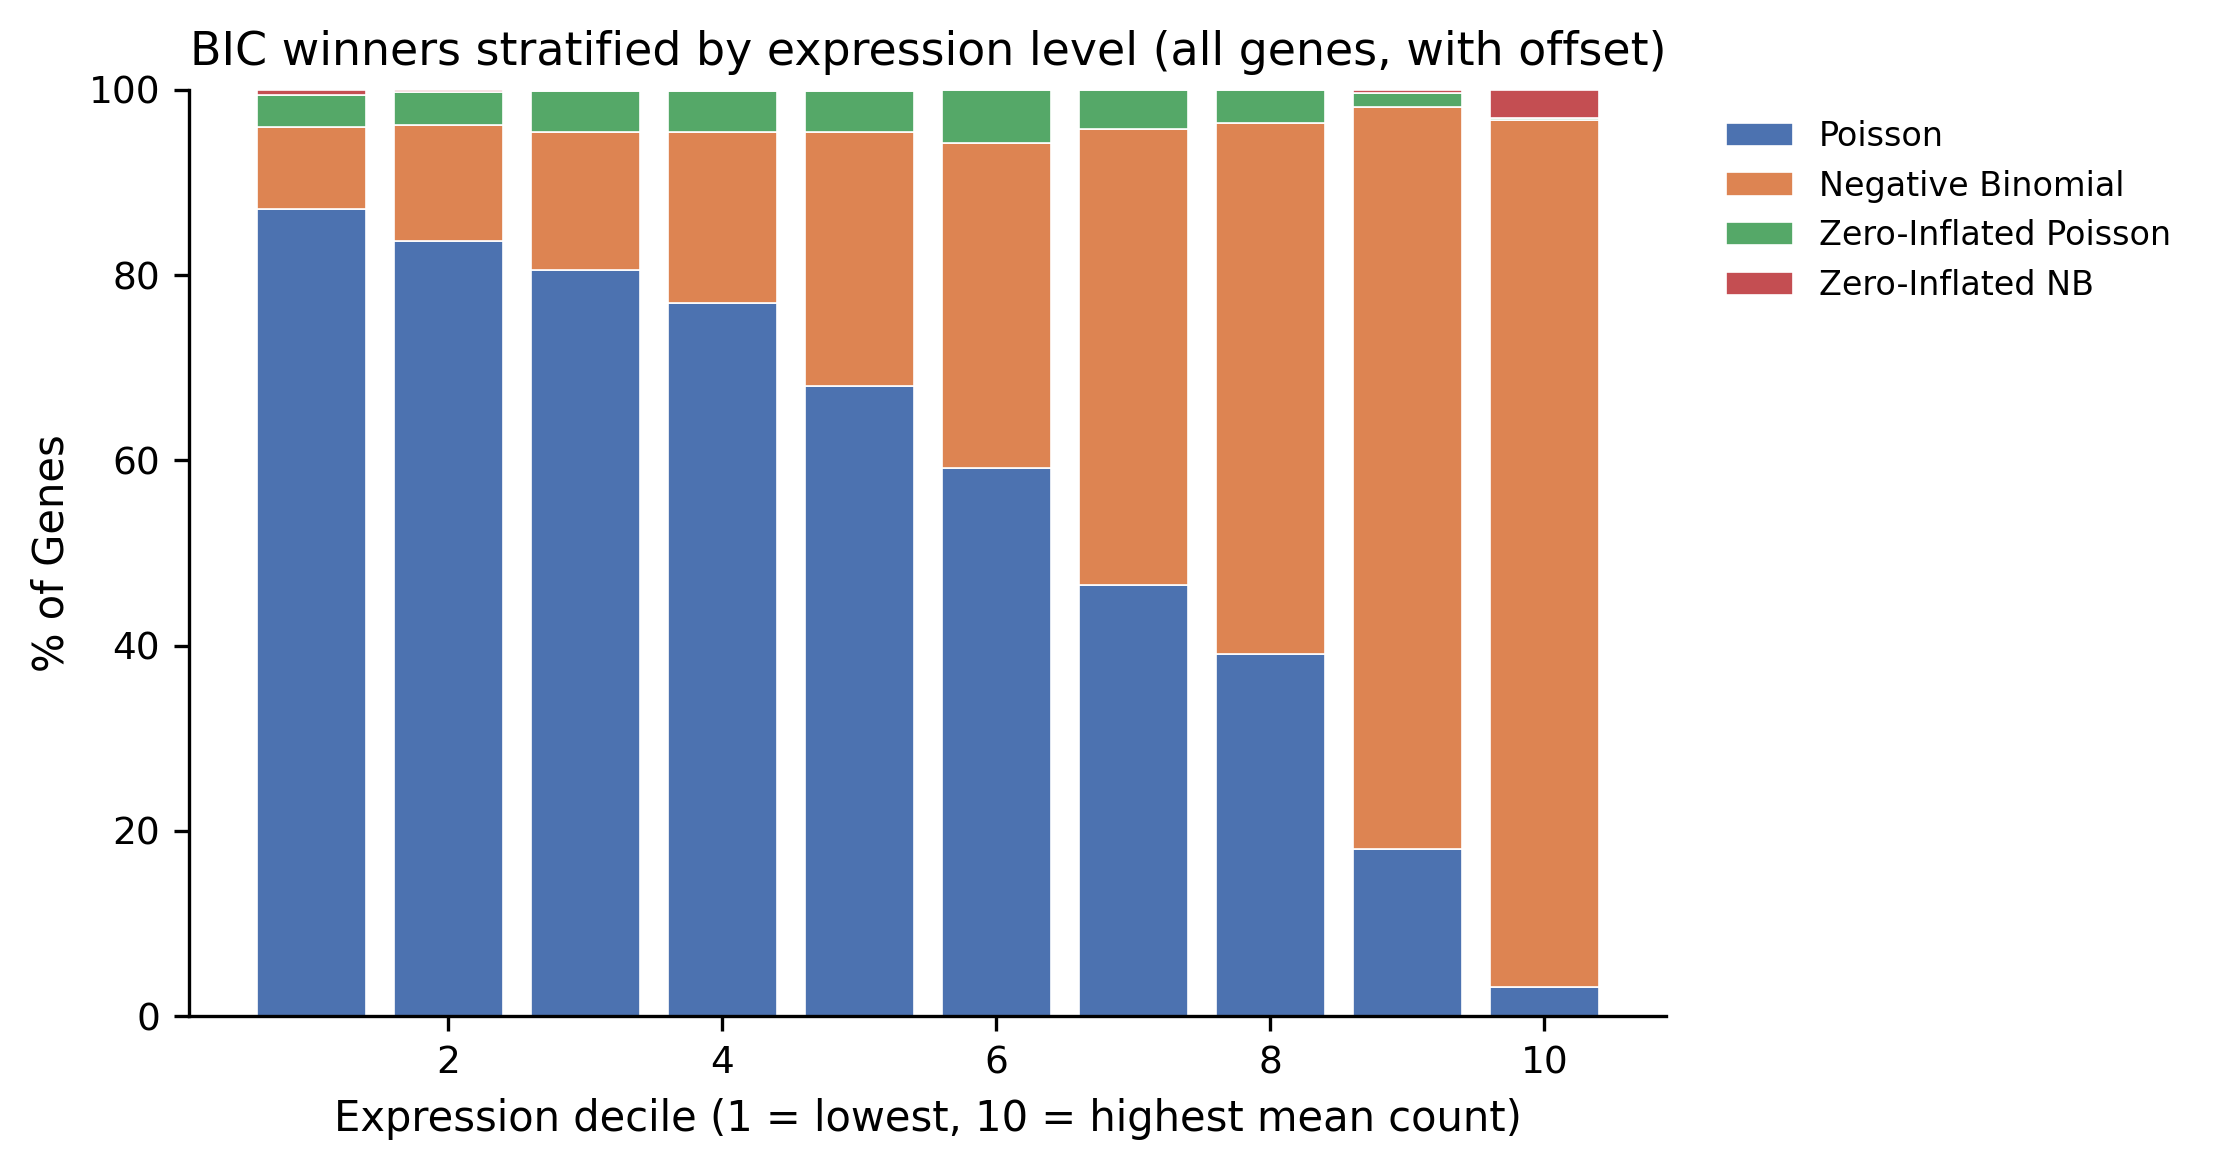 BIC winners stratified by expression level (all genes, with offset)
100
80
60
40
20
0
% of Genes
2 4 6 8 10
Expression decile (1 = lowest, 10 = highest mean count)
Poisson
Negative Binomial
Zero-Inflated Poisson
Zero-Inflated NB